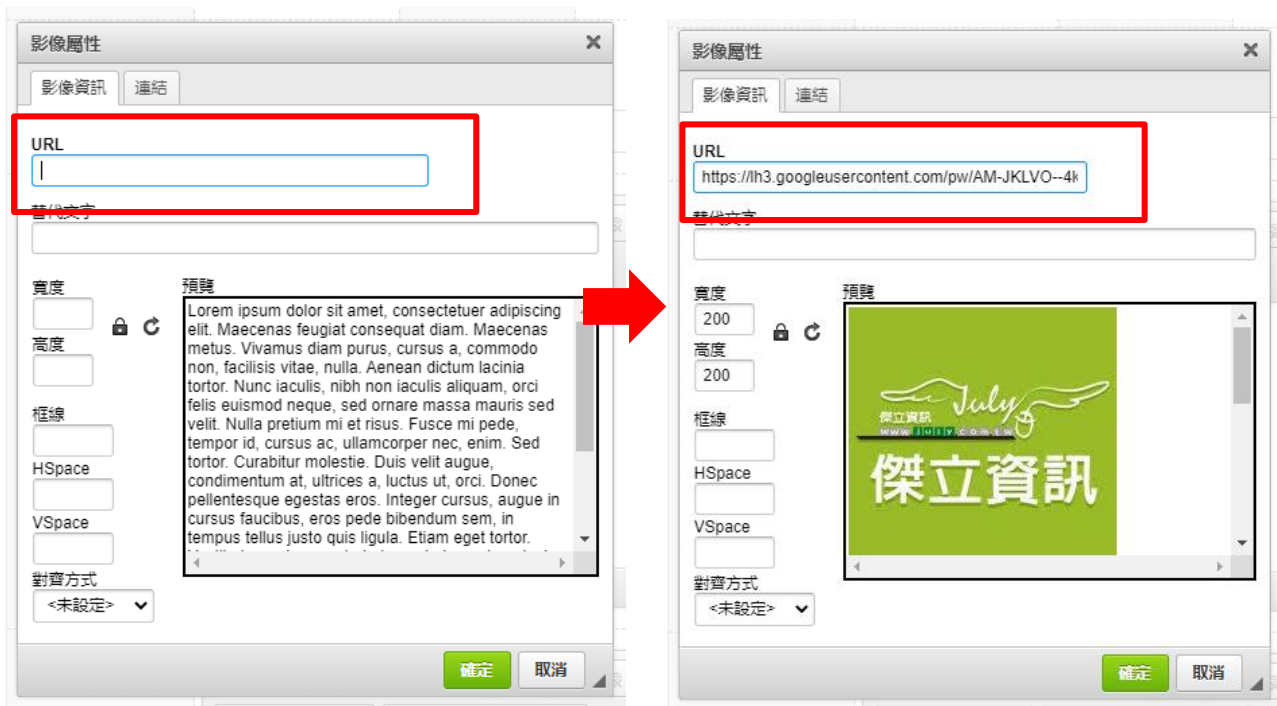 影像屬性
影像資訊 連結
URL
替代文字
寬度
高度
框線
HSpace
VSpace
對齊方式
<未設定>
預覽
Lorem ipsum dolor sit amet, consectetuer adipiscing
elit. Maecenas feugiat consequat diam. Maecenas
metus. Vivamus diam purus, cursus a, commodo
non, facilisis vitae, nulla. Aenean dictum lacinia
tortor. Nunc iaculis, nibh non iaculis aliquam, orci
felis euismod neque, sed ornare massa mauris sed
velit. Nulla pretium mi et risus. Fusce mi pede,
tempor id, cursus ac, ullamcorper nec, enim. Sed
tortor. Curabitur molestie. Duis velit augue,
condimentum at, ultrices a, luctus ut, orci. Donec
pellentesque egestas eros. Integer cursus, augue in
cursus faucibus, eros pede bibendum sem, in
tempus tellus justo quis ligula. Etiam eget tortor.
確定 取消
影像屬性
影像資訊 連結
URL
https://lh3.googleusercontent.com/pw/AM-JKLVO--4k
替代文字
寬度
200
高度
200
框線
HSpace
VSpace
對齊方式
<未設定>
預覽
July
傑立資訊
www.july.com.tw
傑立資訊
確定 取消